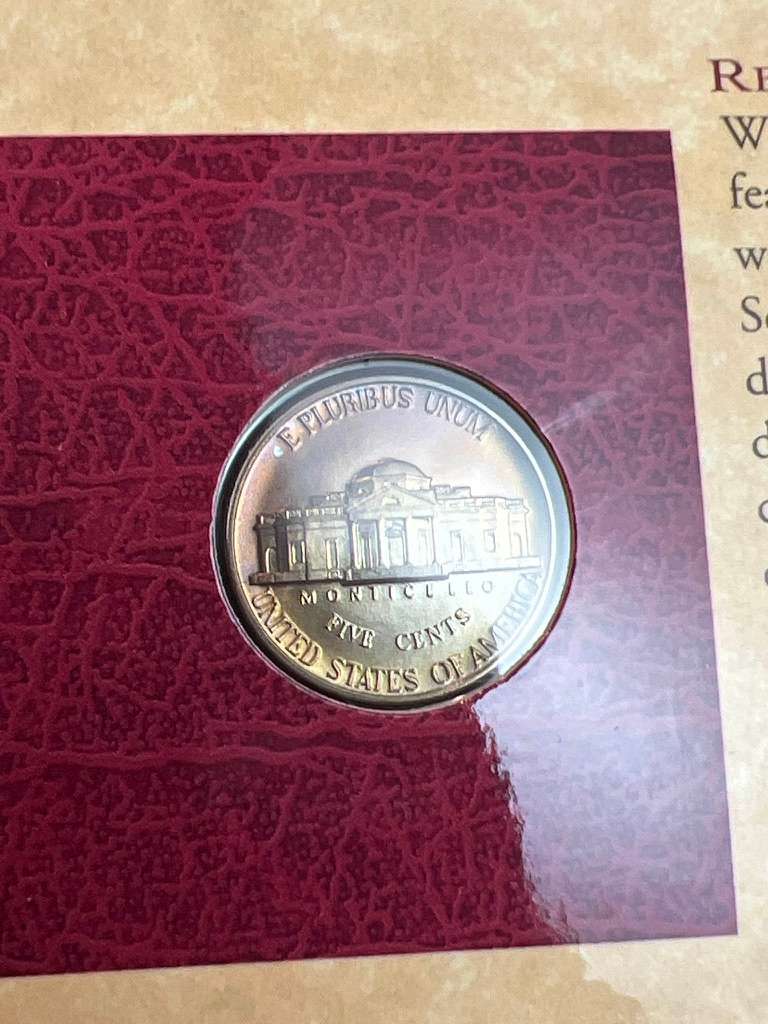 E PLURIBUS UNUM
MONTICELLO
FIVE CENTS
UNITED STATES OF AMERICA